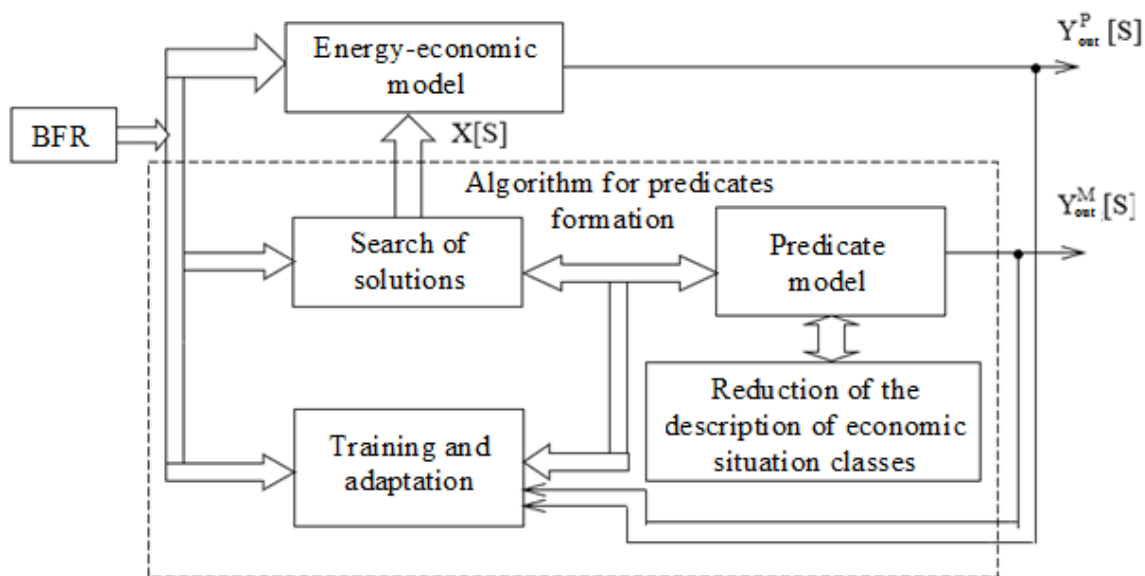 Energy-economic
model
Y^P_out [S]
BFR
X[S]
Algorithm for predicates
formation
Y^M_out [S]
Search of
solutions
Predicate
model
Reduction of the
description of economic
situation classes
Training and
adaptation